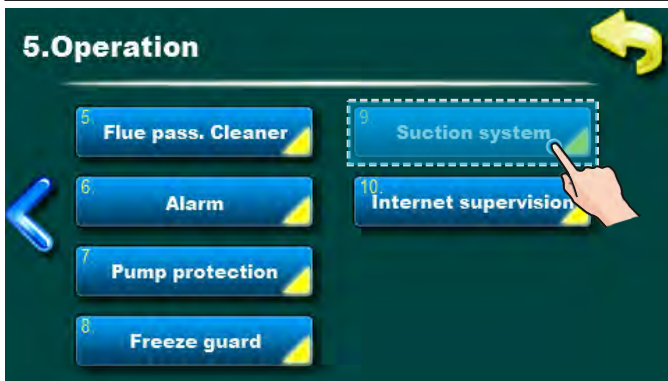 5.Operation
5. Flue pass. Cleaner
6. Alarm
7 Pump protection
8. Freeze guard
9 Suction system
10. Internet supervision